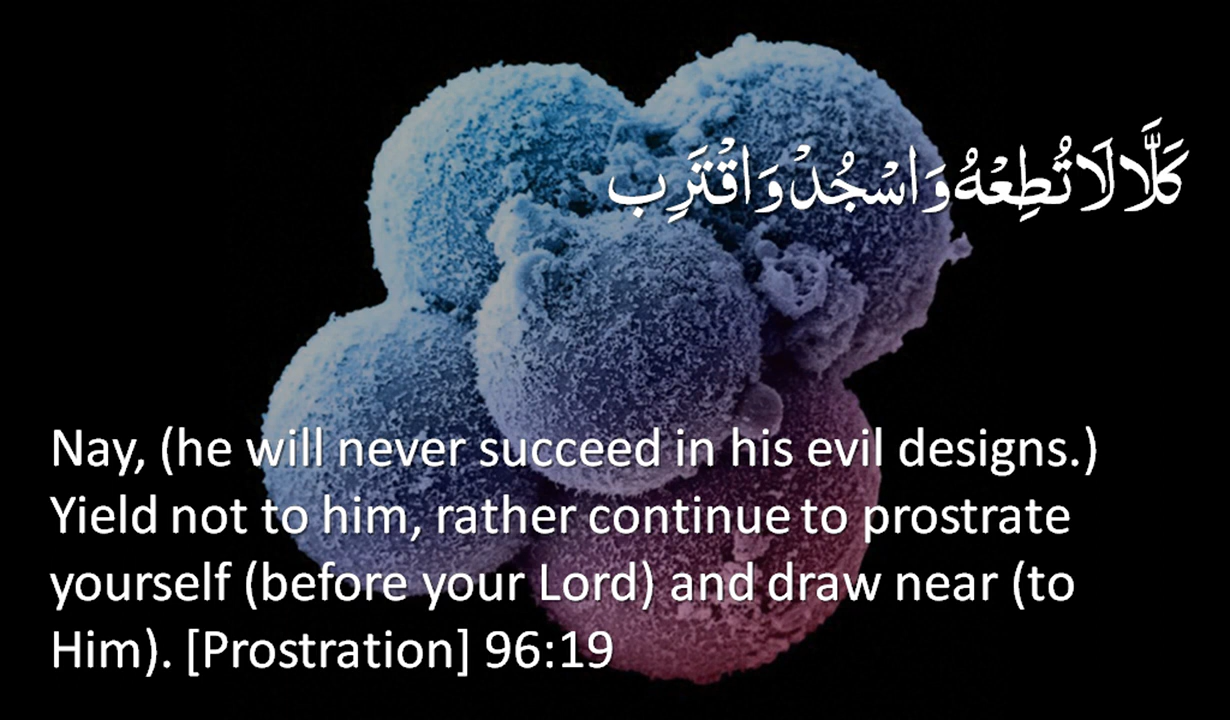 كَلَّا لَا تُطِعْهُ وَاسْجُدْ وَاقْتَرِب
Nay, (he will never succeed in his evil designs.)
Yield not to him, rather continue to prostrate
yourself (before your Lord) and draw near (to
Him). [Prostration] 96:19